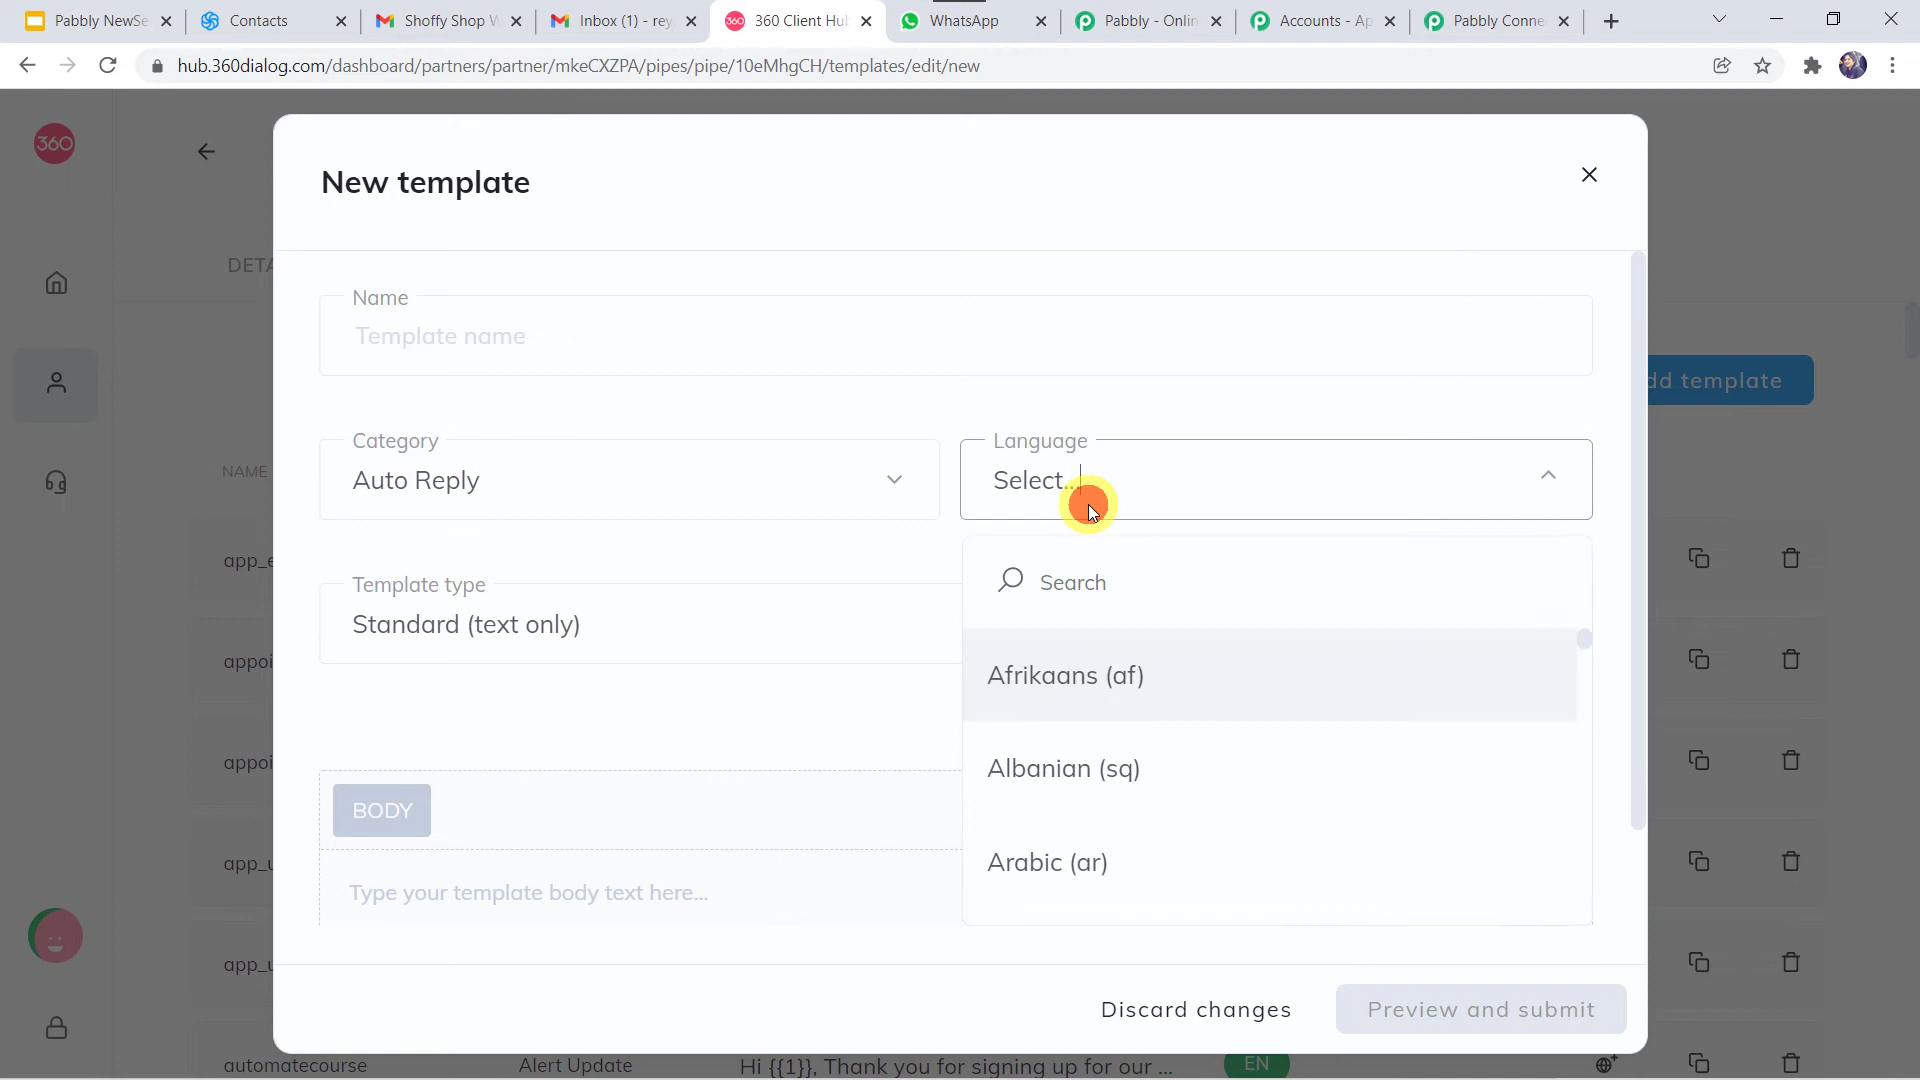 Pabbly NewSe
Contacts
Shoffy Shop W
Inbox (1) - rey
360 Client Hu
WhatsApp
Pabbly - Onlin
Accounts - Ap
Pabbly Conne
hub.360dialog.com/dashboard/partners/partner/mkeCXZPA/pipes/pipe/10eMhgCH/templates/edit/new
360
New template
DETA
Name
Template name
dd template
Category
Auto Reply
Language
Select...
NAME
app_e
Template type
Standard (text only)
Search
appoi
Afrikaans (af)
appoi
Albanian (sq)
BODY
app_u
Arabic (ar)
Type your template body text here...
app_u
Discard changes
Preview and submit
automatecourse
Alert Update
Hi {{1}}, Thank you for signing up for our ...
EN